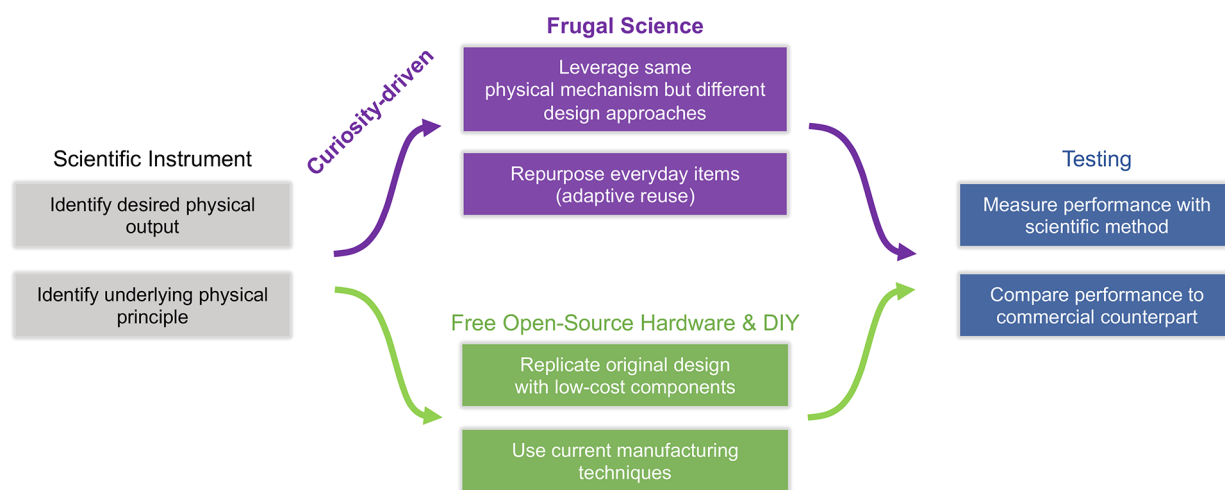 Scientific Instrument
Identify desired physical
output
Identify underlying physical
principle
Curiosity-driven
Frugal Science
Leverage same
physical mechanism but different
design approaches
Repurpose everyday items
(adaptive reuse)
Free Open-Source Hardware & DIY
Replicate original design
with low-cost components
Use current manufacturing
techniques
Testing
Measure performance with
scientific method
Compare performance to
commercial counterpart